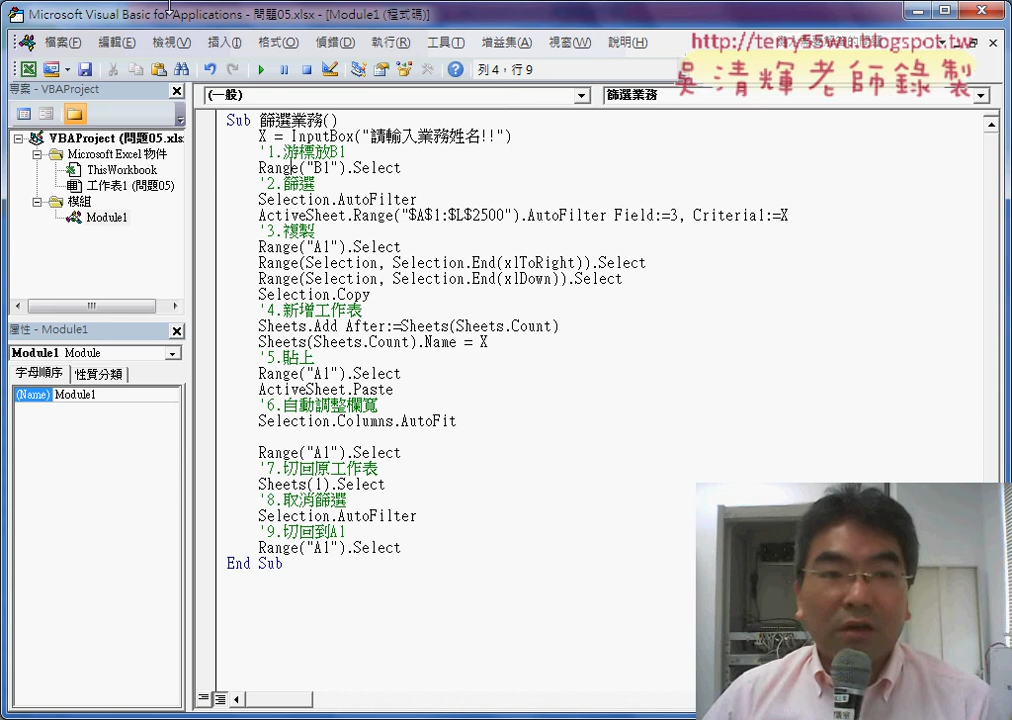 Microsoft Visual Basic for Applications - 問題05.xlsx - [Module1 (程式碼)]
檔案(F) 編輯(E) 檢視(V) 插入(I) 格式(O) 偵錯(D) 執行(R) 工具(T) 增益集(A) 視窗(W) 說明(H)
http://terry55wu.blogspot.tw
吳清輝老師錄製
列 4, 行 9
專案 - VBAProject
(一般)
篩選業務
VBAProject (問題05.xls
Microsoft Excel 物件
ThisWorkbook
工作表1 (問題05)
模組
Module1
屬性 - Module1
Module1 Module
字母順序 性質分類
(Name) Module1
Sub 篩選業務()
X = InputBox("請輸入業務姓名!!")
'1.游標放B1
Range("B1").Select
'2.篩選
Selection.AutoFilter
ActiveSheet.Range("$A$1:$L$2500").AutoFilter Field:=3, Criteria1:=X
'3.複製
Range("A1").Select
Range(Selection, Selection.End(xlToRight)).Select
Range(Selection, Selection.End(xlDown)).Select
Selection.Copy
'4.新增工作表
Sheets.Add After:=Sheets(Sheets.Count)
Sheets(Sheets.Count).Name = X
'5.貼上
Range("A1").Select
ActiveSheet.Paste
'6.自動調整欄寬
Selection.Columns.AutoFit
Range("A1").Select
'7.切回原工作表
Sheets(1).Select
'8.取消篩選
Selection.AutoFilter
'9.切回到A1
Range("A1").Select
End Sub